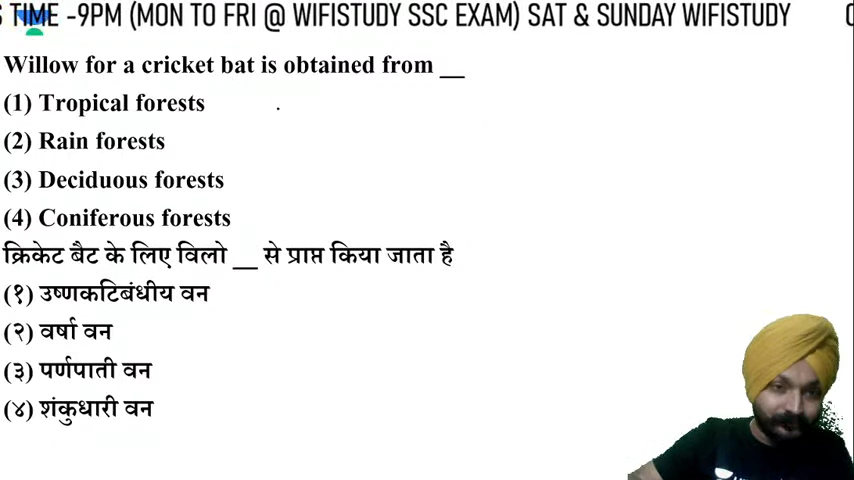 TIME -9PM (MON TO FRI @ WIFISTUDY SSC EXAM) SAT & SUNDAY WIFISTUDY
Willow for a cricket bat is obtained from __
(1) Tropical forests
(2) Rain forests
(3) Deciduous forests
(4) Coniferous forests
क्रिकेट बैट के लिए विलो __ से प्राप्त किया जाता है
(१) उष्णकटिबंधीय वन
(२) वर्षा वन
(३) पर्णपाती वन
(४) शंकुधारी वन